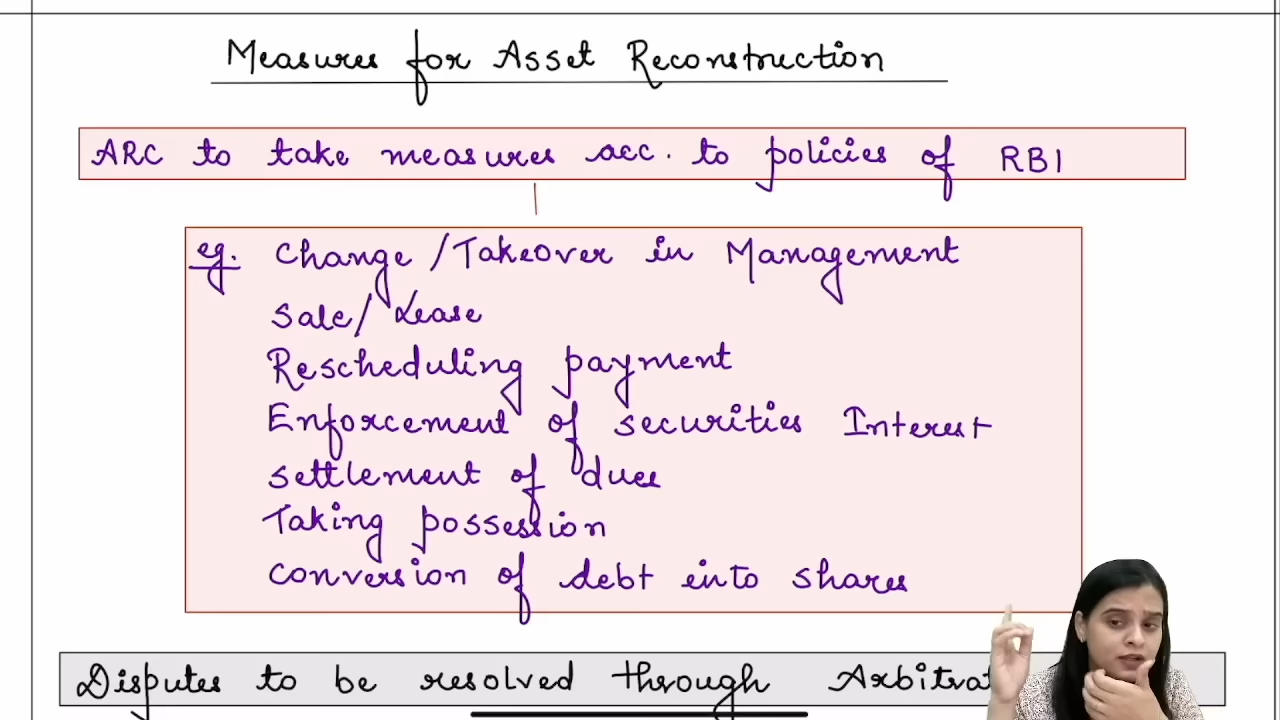 Measures for Asset Reconstruction
ARC to take measures acc. to policies of RBI
eg. Change/Takeover in Management
Sale/Lease
Rescheduling payment
Enforcement of securities Interest
settlement of dues
Taking possession
conversion of debt into shares
Disputes to be resolved through